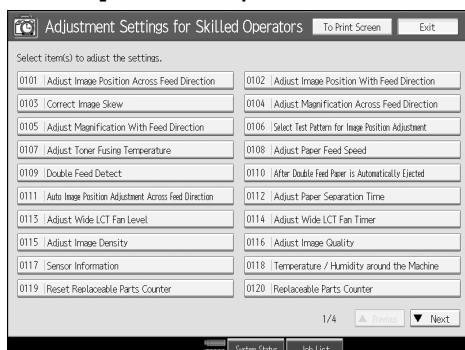 Adjustment Settings for Skilled Operators To Print Screen Exit
Select item(s) to adjust the settings.
0101 Adjust Image Position Across Feed Direction
0102 Adjust Image Position With Feed Direction
0103 Correct Image Skew
0104 Adjust Magnification Across Feed Direction
0105 Adjust Magnification With Feed Direction
0106 Select Test Pattern for Image Position Adjustment
0107 Adjust Toner Fusing Temperature
0108 Adjust Paper Feed Speed
0109 Double Feed Detect
0110 After Double Feed Paper is Automatically Ejected
0111 Auto Image Position Adjustment Across Feed Direction
0112 Adjust Paper Separation Time
0113 Adjust Wide LCT Fan Level
0114 Adjust Wide LCT Fan Timer
0115 Adjust Image Density
0116 Adjust Image Quality
0117 Sensor Information
0118 Temperature / Humidity around the Machine
0119 Reset Replaceable Parts Counter
0120 Replaceable Parts Counter
1/4 ▲ Previous ▼ Next
System Status Job List